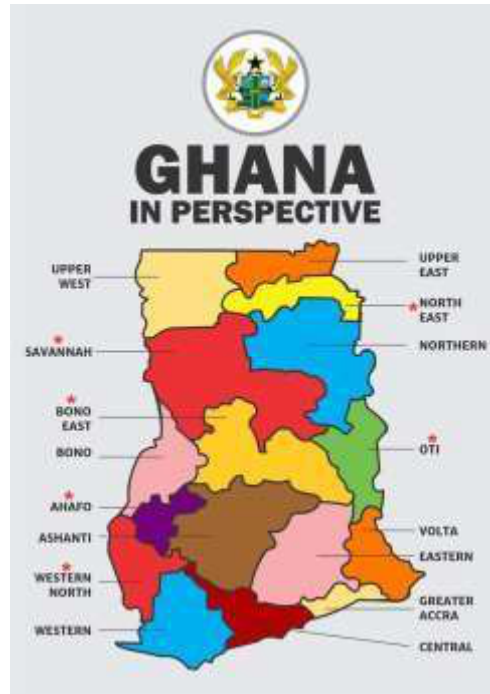 GHANA
IN PERSPECTIVE
UPPER
WEST
* SAVANNAH
* BONO
EAST
BONO
* AHAFO
ASHANTI
* WESTERN
NORTH
WESTERN
UPPER
EAST
* NORTH
EAST
NORTHERN
* OTI
VOLTA
EASTERN
GREATER
ACCRA
CENTRAL